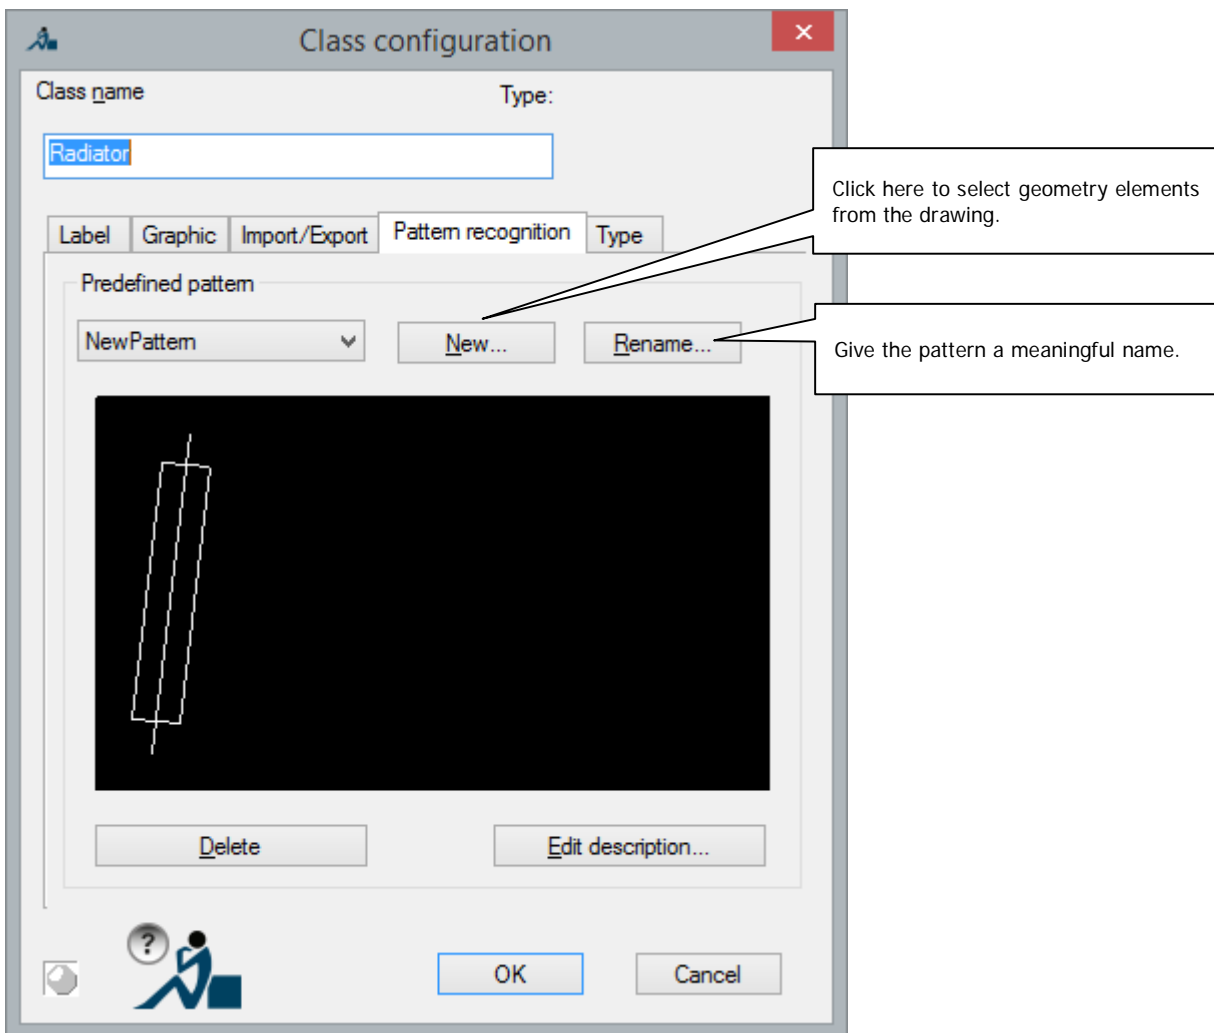 Class configuration
Class name
Type:
Radiator
Click here to select geometry elements
from the drawing.
Label
Graphic
Import/Export
Pattern recognition
Type
Predefined pattern
NewPattern
New...
Rename...
Give the pattern a meaningful name.
Delete
Edit description...
?
OK
Cancel